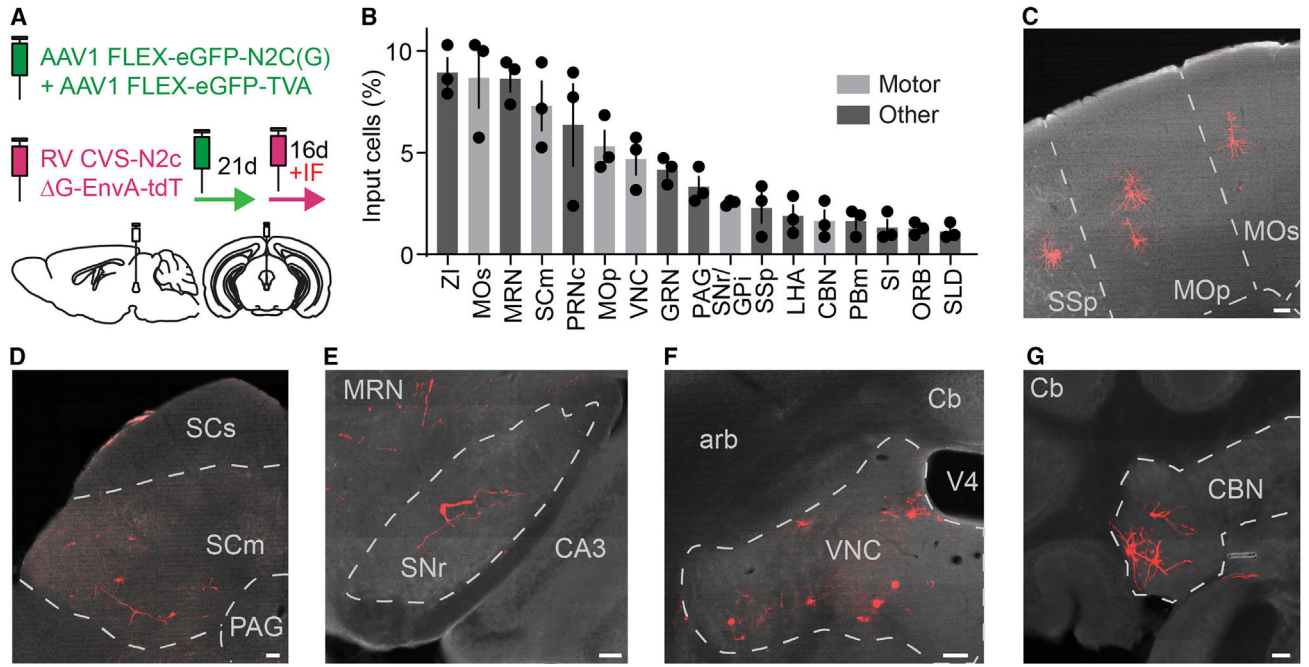 A
AAV1 FLEX-eGFP-N2C(G)
+ AAV1 FLEX-eGFP-TVA
RV CVS-N2c
ΔG-EnvA-tdT
21d
16d
+IF
B
Input cells (%)
10
5
0
Motor
Other
ZI
MOs
MRN
SCm
PRNc
MOp
VNC
GRN
PAG
SNr/
GPi
SSp
LHA
CBN
PBm
SI
ORB
SLD
C
SSp
MOp
MOs
D
SCs
SCm
PAG
E
MRN
SNr
CA3
F
Cb
arb
V4
VNC
G
Cb
CBN